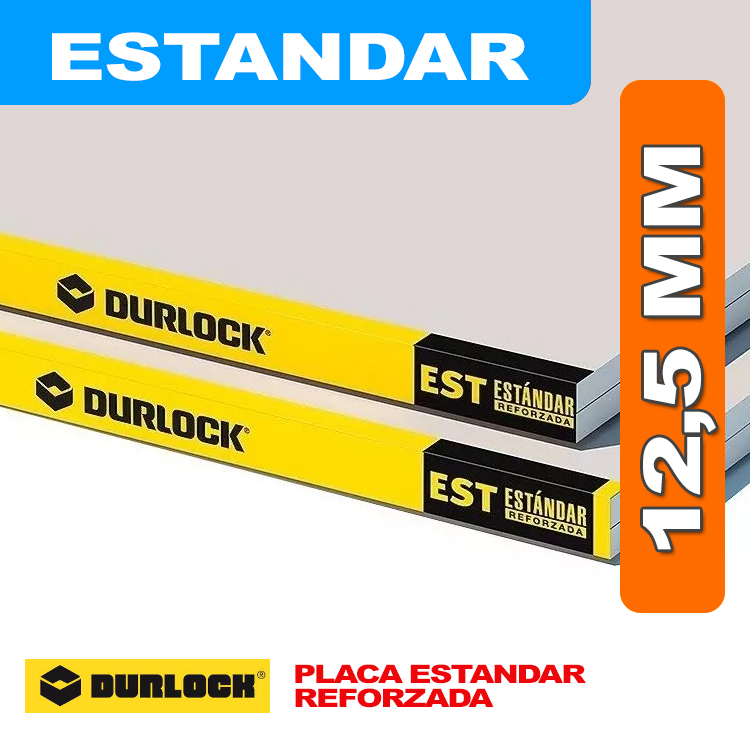 ESTANDAR
12,5 MM
DURLOCK®
EST ESTÁNDAR
REFORZADA
DURLOCK®
EST ESTÁNDAR
REFORZADA
DURLOCK®
PLACA ESTANDAR
REFORZADA